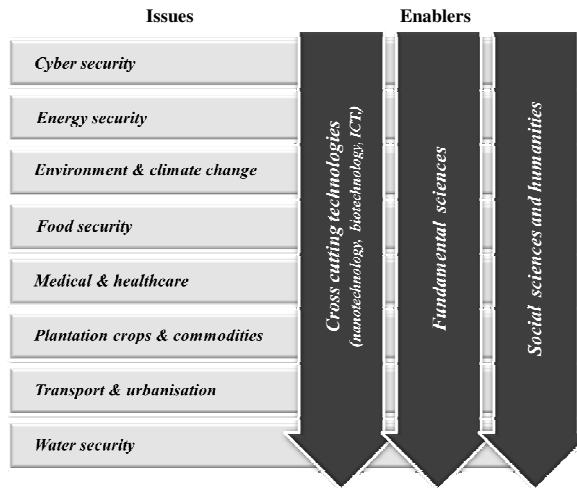 Issues
Enablers
Cyber security
Energy security
Environment & climate change
Food security
Medical & healthcare
Plantation crops & commodities
Transport & urbanisation
Water security
Cross cutting technologies
(nanotechnology, biotechnology, ICT,)
Fundamental sciences
Social sciences and humanities